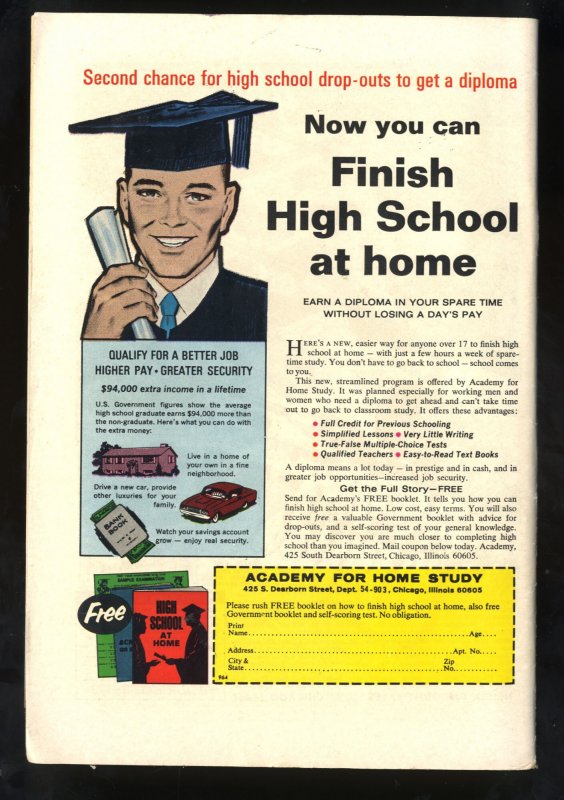 Second chance for high school drop-outs to get a diploma
Now you can
Finish
High School
at home
EARN A DIPLOMA IN YOUR SPARE TIME
WITHOUT LOSING A DAY'S PAY
HERE'S A NEW, easier way for anyone over 17 to finish high
school at home — with just a few hours a week of spare-
time study. You don't have to go back to school — school comes
to you.
This new, streamlined program is offered by Academy for
Home Study. It was planned especially for working men and
women who need a diploma to get ahead and can't take time
out to go back to classroom study. It offers these advantages:
• Full Credit for Previous Schooling
• Simplified Lessons • Very Little Writing
• True-False Multiple-Choice Tests
• Qualified Teachers • Easy-to-Read Text Books
A diploma means a lot today — in prestige and in cash, and in
greater job opportunities—increased job security.
Get the Full Story—FREE
Send for Academy's FREE booklet. It tells you how you can
finish high school at home. Low cost, easy terms. You will also
receive free a valuable Government booklet with advice for
drop-outs, and a self-scoring test of your general knowledge.
You may discover you are much closer to completing high
school than you imagined. Mail coupon below today. Academy,
425 South Dearborn Street, Chicago, Illinois 60605.
QUALIFY FOR A BETTER JOB
HIGHER PAY • GREATER SECURITY
$94,000 extra income in a lifetime
U.S. Government figures show the average
high school graduate earns $94,000 more than
the non-graduate. Here's what you can do with
the extra money:
Live in a home of
your own in a fine
neighborhood.
Drive a new car, provide
other luxuries for your
family.
BANK
BOOK
Watch your savings account
grow — enjoy real security.
Free
SAMPLE EXAMINATION
HIGH
SCHOOL
AT
HOME
ACADEMY FOR HOME STUDY
425 S. Dearborn Street, Dept. 54-903, Chicago, Illinois 60605
Please rush FREE booklet on how to finish high school at home, also free
Government booklet and self-scoring test. No obligation.
Print
Name Age
Address Apt. No.
City & Zip
State No.
964